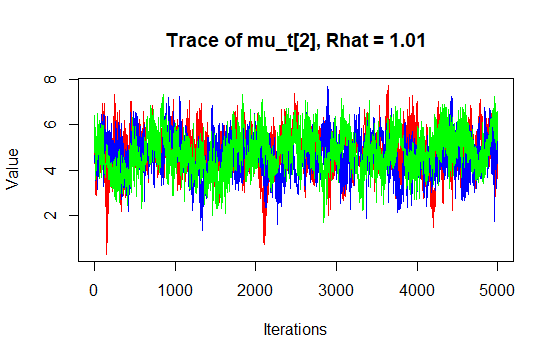 Trace of mu_t[2], Rhat = 1.01
8
6
4
2
Value
0 1000 2000 3000 4000 5000
Iterations